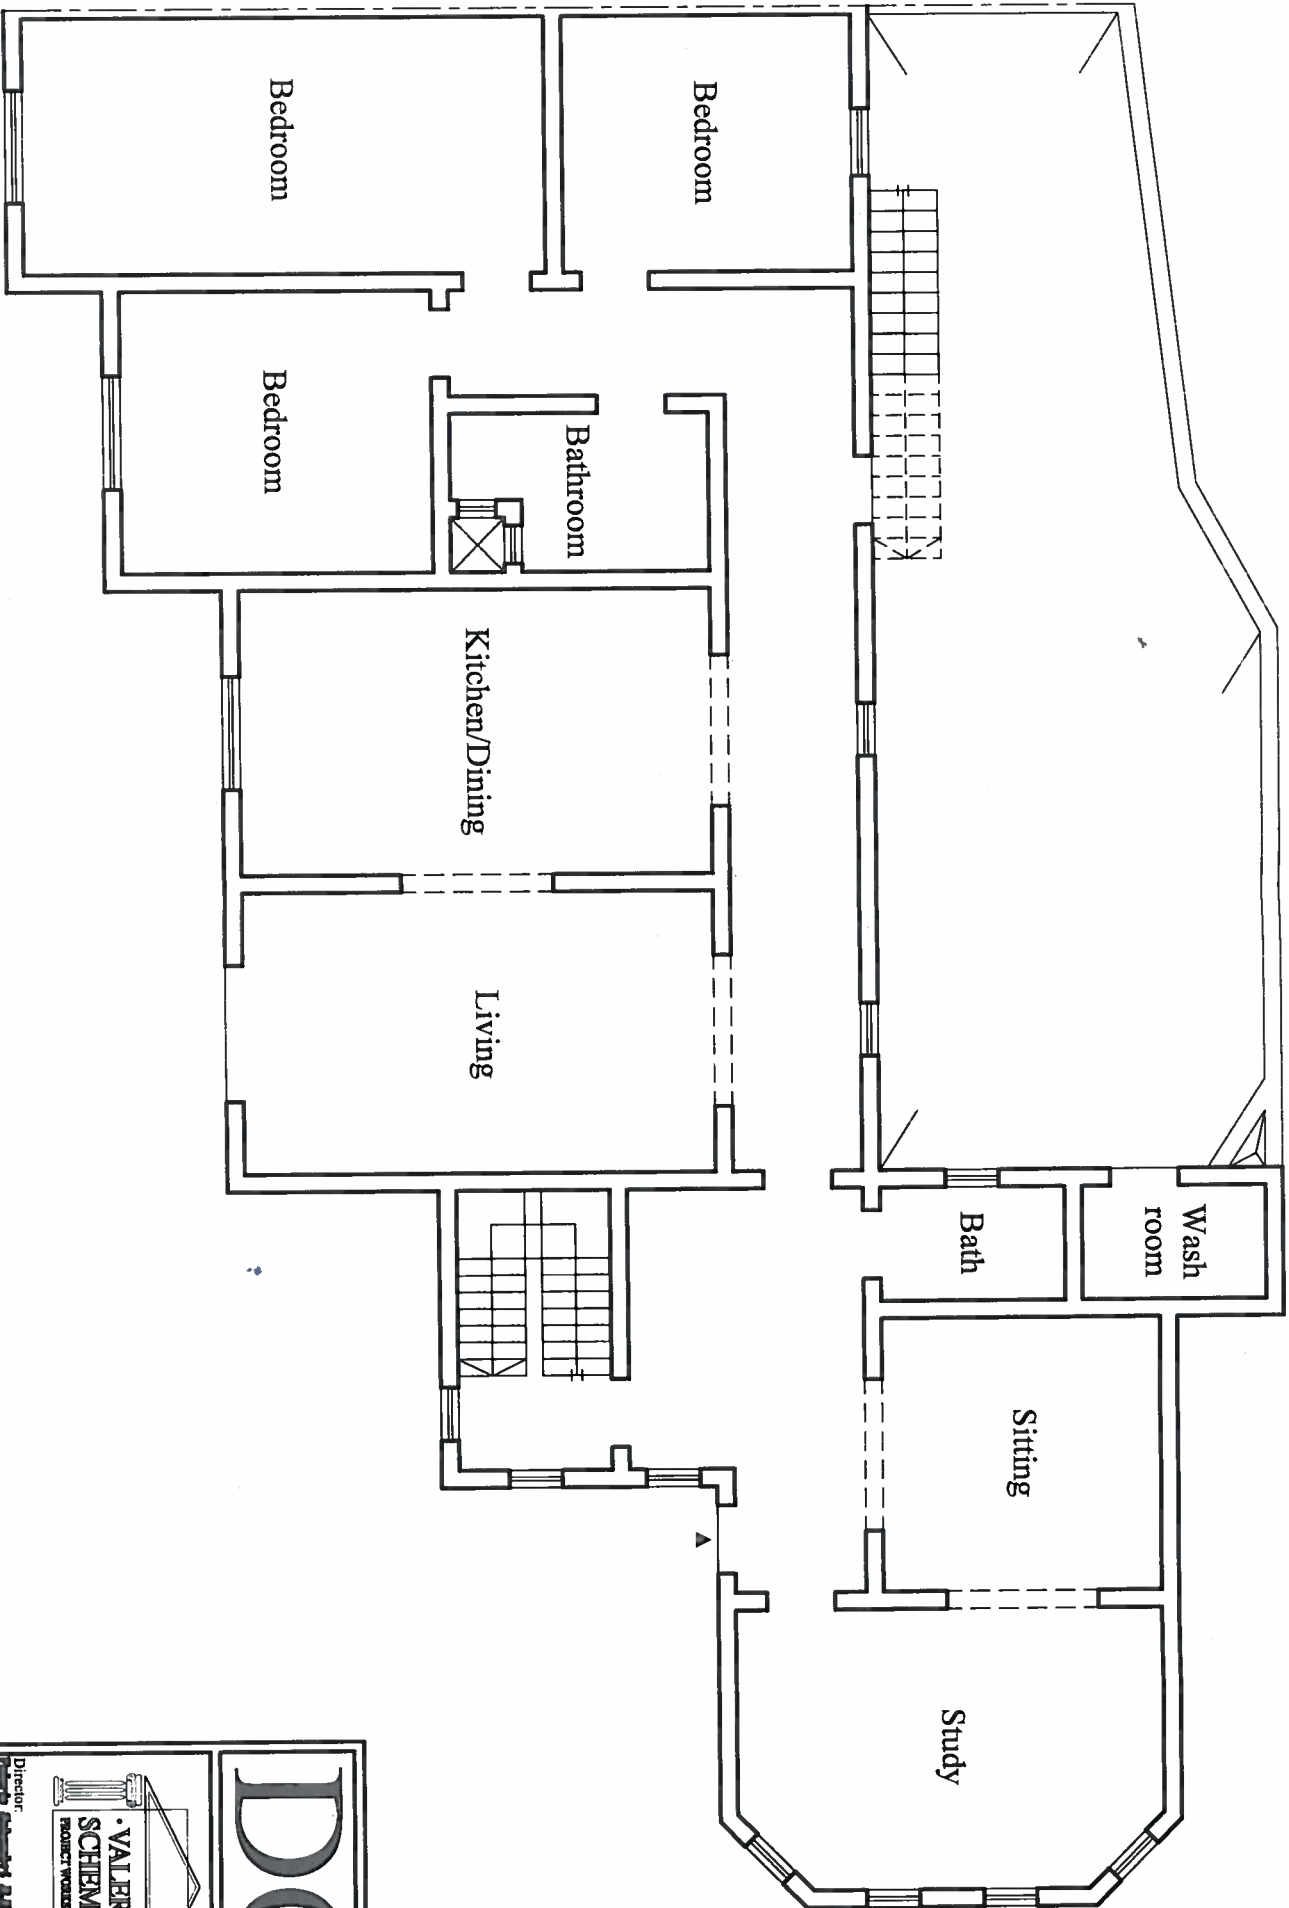 Wash
room
Sitting
Bath
Study
Bedroom
Bathroom
Living
Kitchen/Dining
Bedroom
Bedroom
· VALER
SCHEM
PROJECT WORKS
Director: